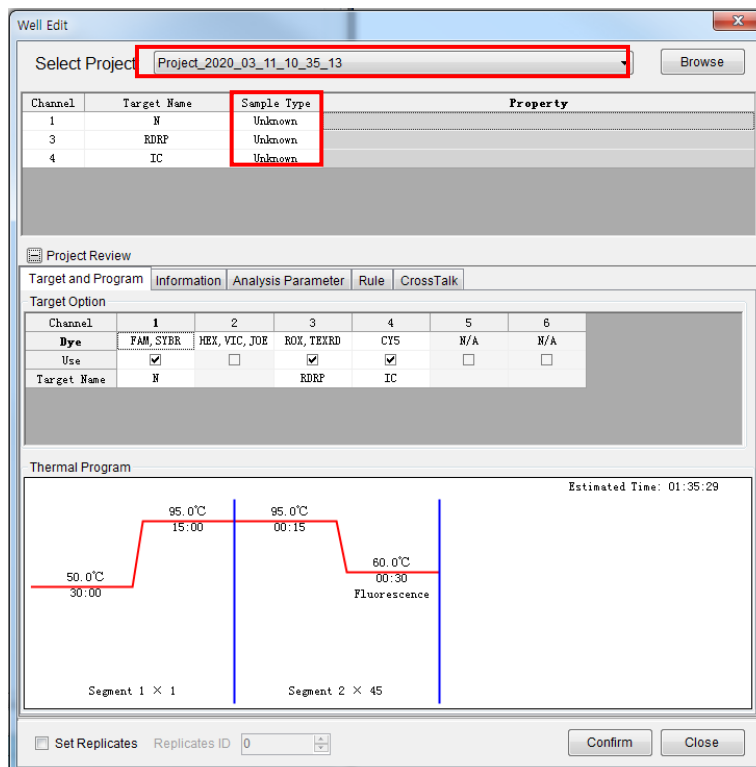 Well Edit
Select Project Project_2020_03_11_10_35_13 Browse
Channel Target Name Sample Type Property
1 N Unknown
3 RDRP Unknown
4 IC Unknown
Project Review
Target and Program Information Analysis Parameter Rule CrossTalk
Target Option
Channel 1 2 3 4 5 6
Dye FAM, SYBR HEX, VIC, JOE ROX, TEXRD CY5 N/A N/A
Use
Target Name N RDRP IC
Thermal Program
Estimated Time: 01:35:29
95.0℃ 95.0℃
15:00 00:15
60.0℃
50.0℃ 00:30
30:00 Fluorescence
Segment 1 × 1 Segment 2 × 45
Set Replicates Replicates ID 0 Confirm Close